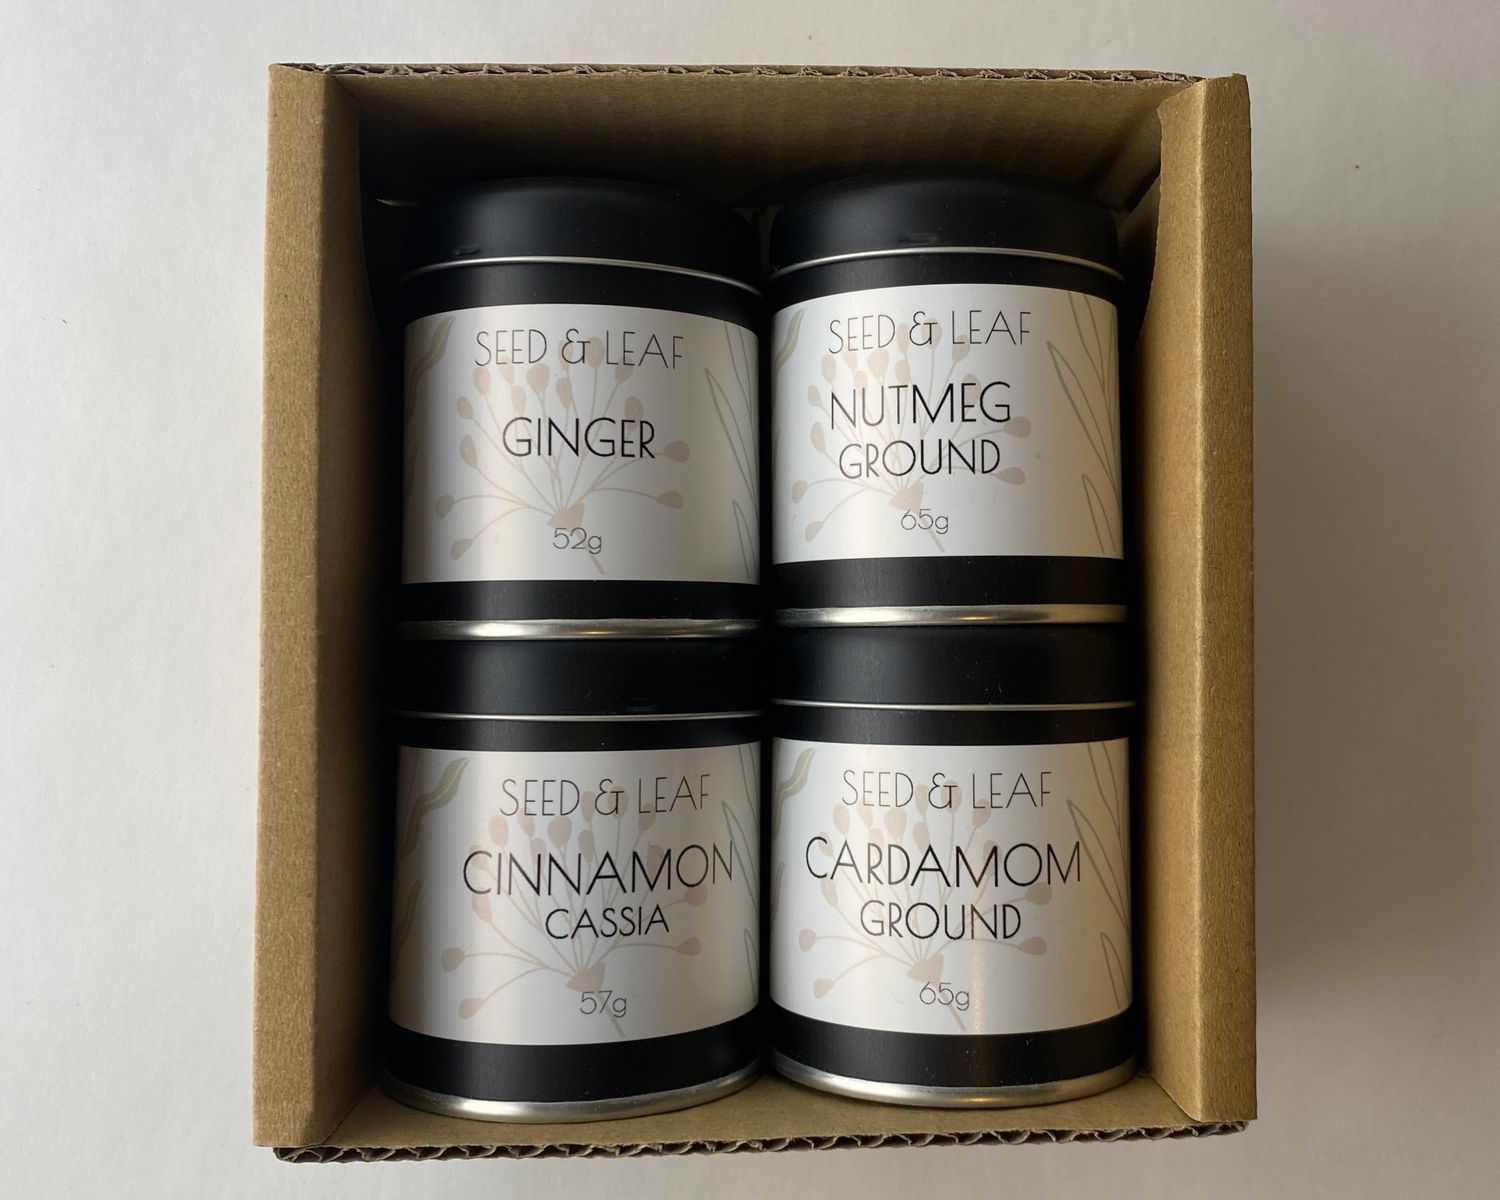 SEED & LEAF
GINGER
52g
SEED & LEAF
NUTMEG
GROUND
65g
SEED & LEAF
CINNAMON
CASSIA
57g
SEED & LEAF
CARDAMOM
GROUND
65g